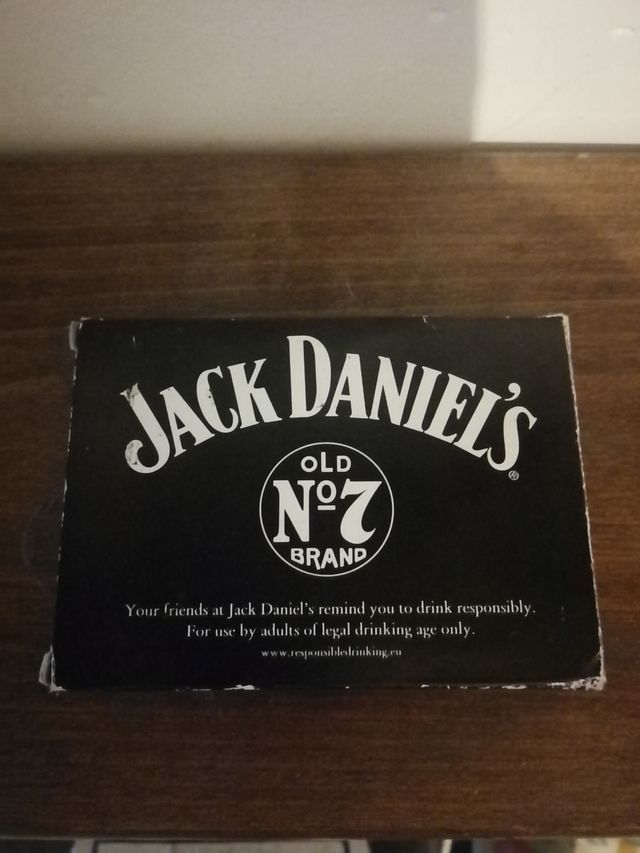 JACK DANIEL'S®
OLD
Nº7
BRAND
Your friends at Jack Daniel's remind you to drink responsibly.
For use by adults of legal drinking age only.
www.responsibledrinking.eu